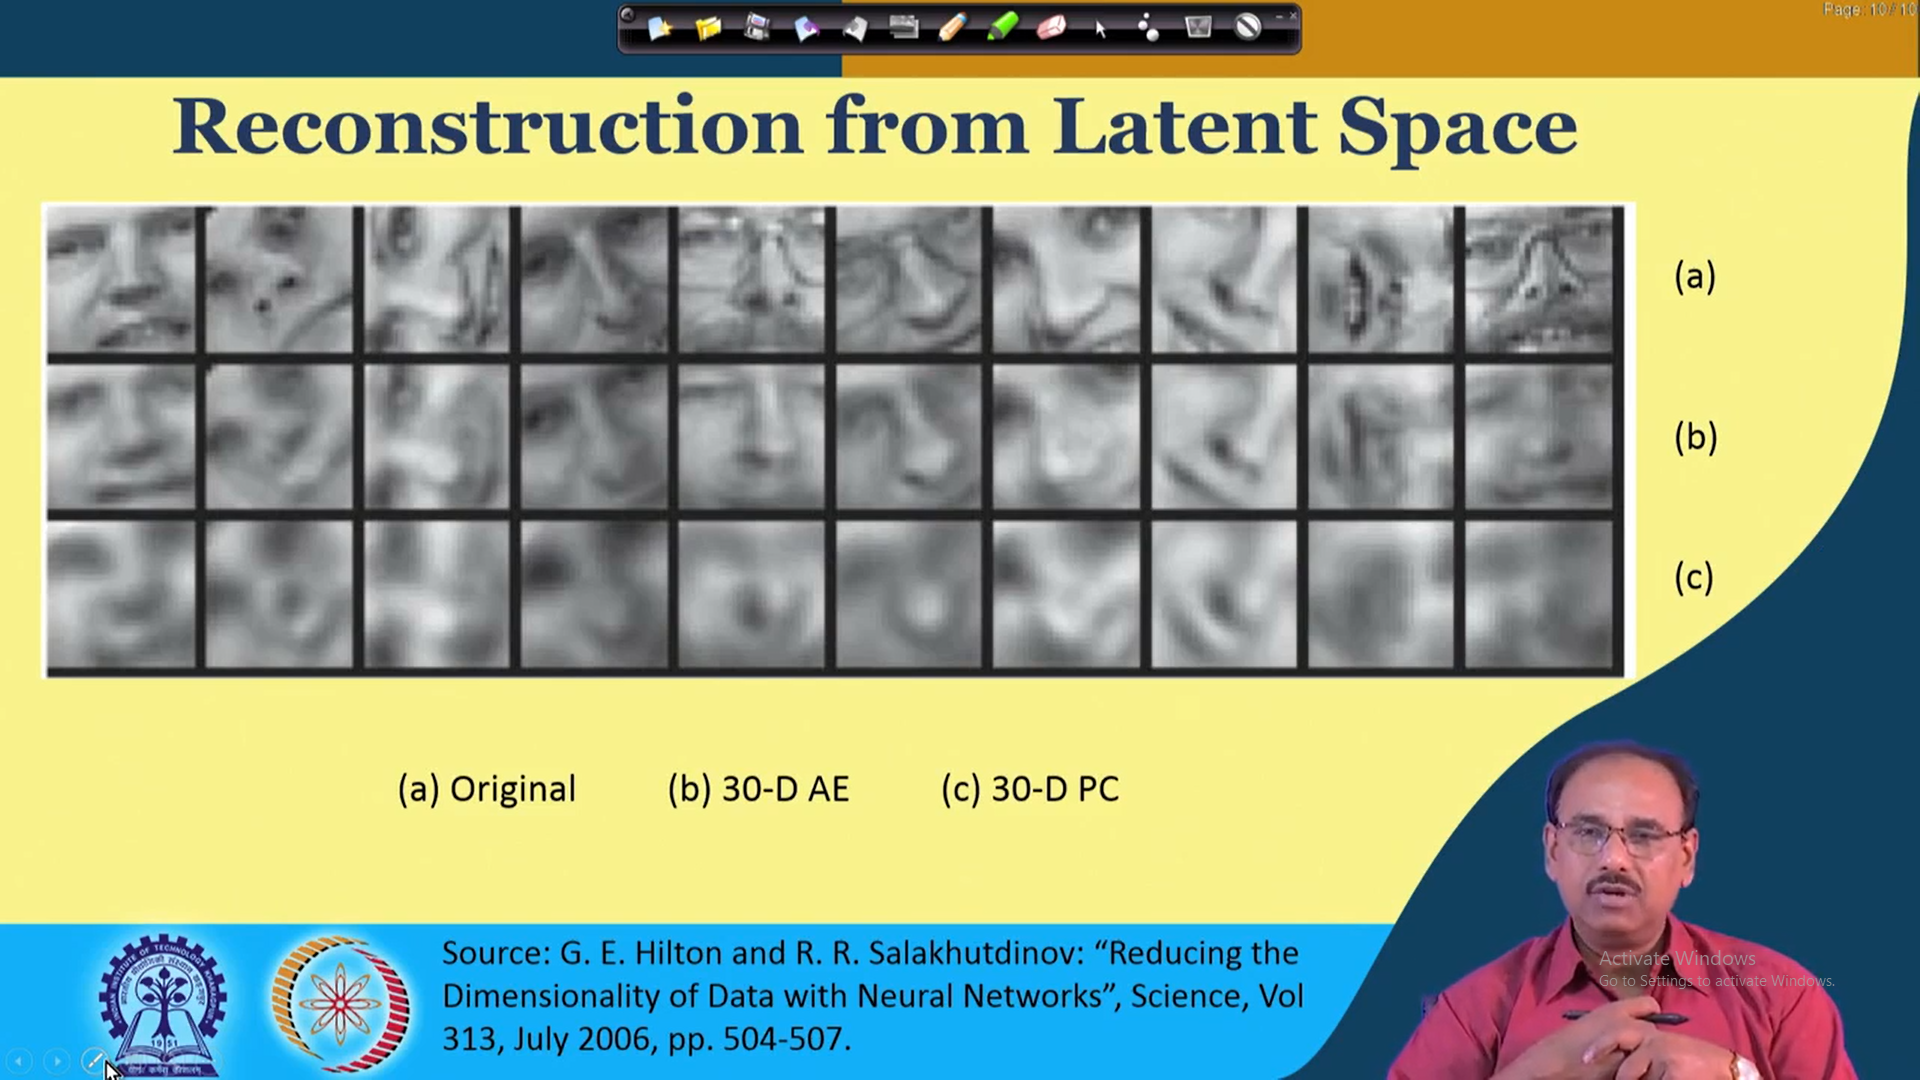 Page: 10/10
Reconstruction from Latent Space
(a)
(b)
(c)
(a) Original (b) 30-D AE (c) 30-D PC
Source: G. E. Hilton and R. R. Salakhutdinov: “Reducing the
Dimensionality of Data with Neural Networks”, Science, Vol
313, July 2006, pp. 504-507.
Activate Windows
Go to Settings to activate Windows.
1951